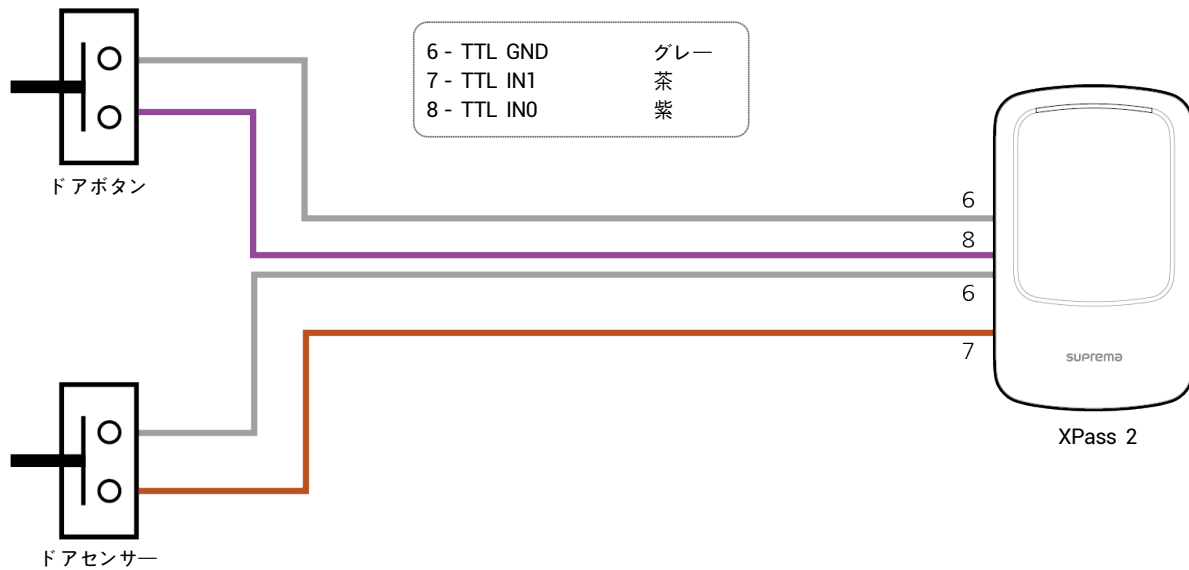 6 - TTL GND グレー
7 - TTL IN1 茶
8 - TTL IN0 紫
ドアボタン
6
8
6
7
suprema
XPass 2
ドアセンサー